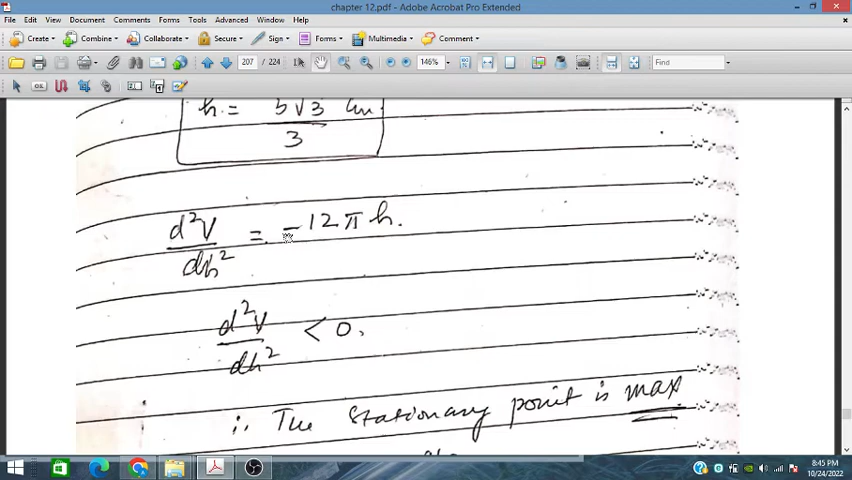 chapter 12.pdf - Adobe Acrobat Pro Extended
File Edit View Document Comments Forms Tools Advanced Window Help
Create Combine Collaborate Secure Sign Forms Multimedia Comment
207 / 224 146% Find
h = 5√3 cm
3
d²V = -12πh.
dh²
d²V < 0.
dh²
∴ The stationary point is max
8:45 PM
10/24/2022